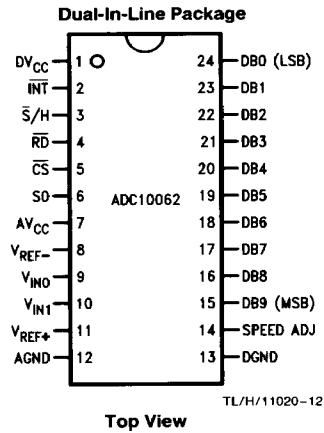 Dual-In-Line Package
DVCC 1 24 DB0 (LSB)
INT 2 23 DB1
S/H 3 22 DB2
RD 4 21 DB3
CS 5 20 DB4
S0 6 ADC10062 19 DB5
AVCC 7 18 DB6
VREF– 8 17 DB7
VIN0 9 16 DB8
VIN1 10 15 DB9 (MSB)
VREF+ 11 14 SPEED ADJ
AGND 12 13 DGND
TL/H/11020–12
Top View